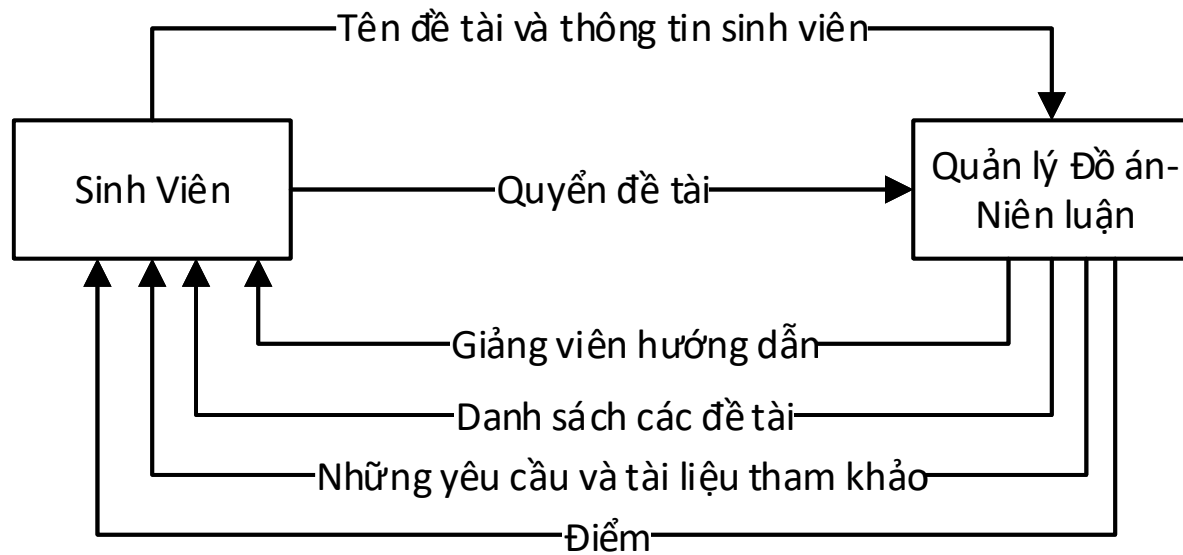 Tên đề tài và thông tin sinh viên
Sinh Viên
Quyển đề tài
Quản lý Đồ án-
Niên luận
Giảng viên hướng dẫn
Danh sách các đề tài
Những yêu cầu và tài liệu tham khảo
Điểm